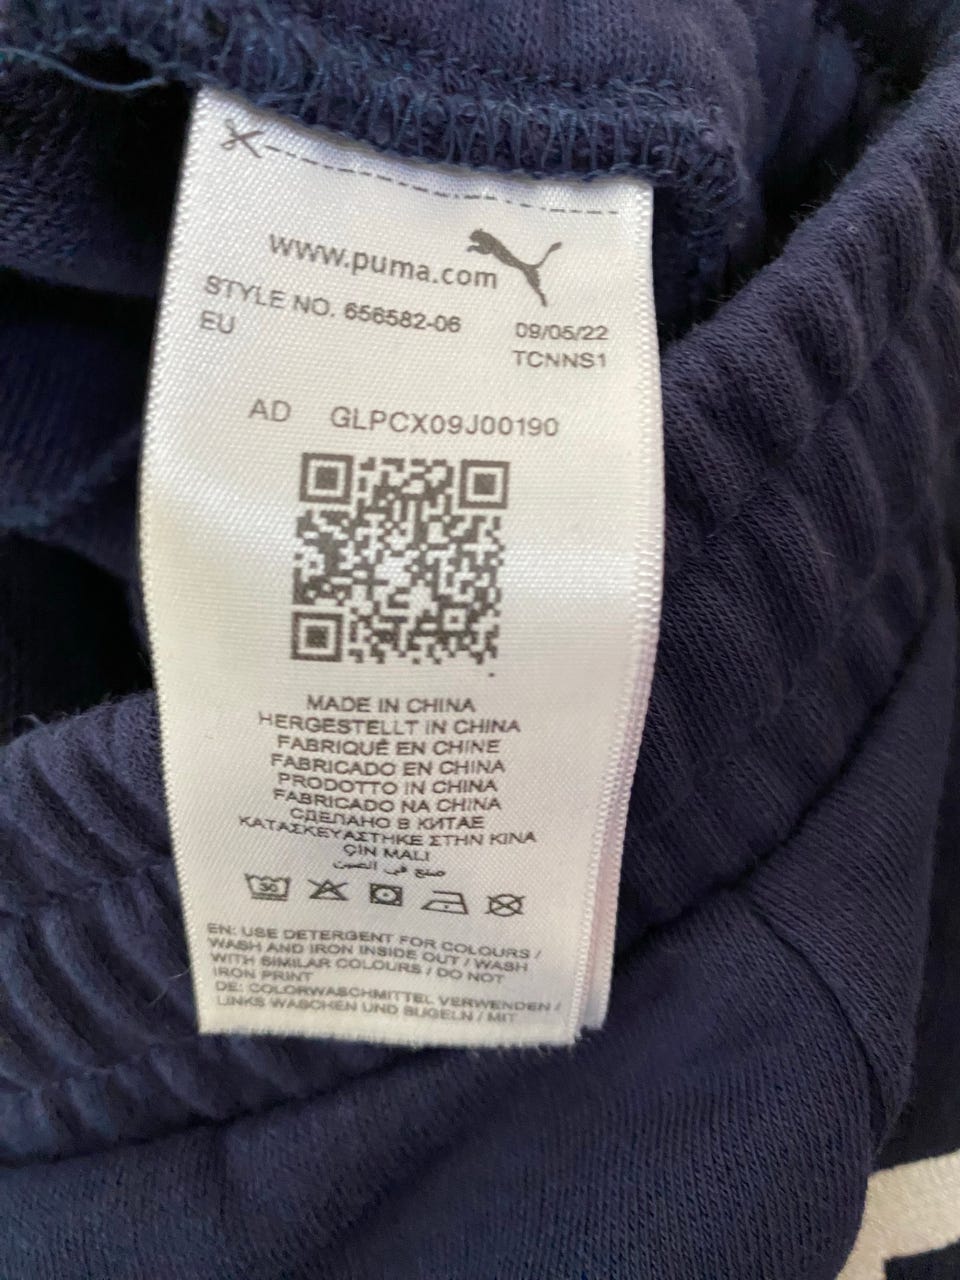 www.puma.com
STYLE NO. 656582-06 09/05/22
EU TCNNS1
AD GLPCX09J00190
MADE IN CHINA
HERGESTELLT IN CHINA
FABRIQUÉ EN CHINE
FABRICADO EN CHINA
PRODOTTO IN CHINA
FABRICADO NA CHINA
СДЕЛАНО В КИТАЕ
ΚΑΤΑΣΚΕΥΑΣΤΗΚΕ ΣΤΗΝ ΚΙΝΑ
ÇIN MALI
صنع في الصين
30
EN: USE DETERGENT FOR COLOURS /
WASH AND IRON INSIDE OUT / WASH
WITH SIMILAR COLOURS / DO NOT
IRON PRINT
DE: COLORWASCHMITTEL VERWENDEN /
LINKS WASCHEN UND BÜGELN / MIT